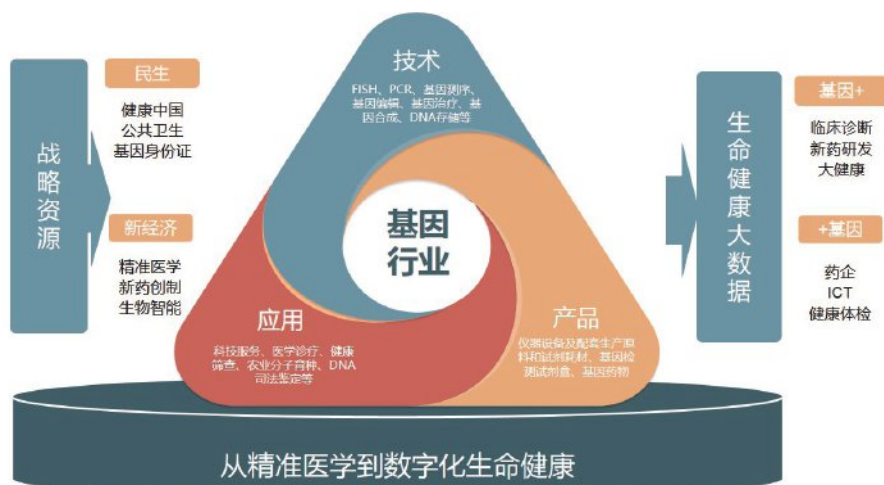 战略资源
民生
健康中国
公共卫生
基因身份证
新经济
精准医学
新药创制
生物智能
技术
FISH、PCR、基因测序、
基因编辑、基因治疗、基
因合成、DNA存储等
基因
行业
应用
科技服务、医学诊疗、健康
筛查、农业分子育种、DNA
司法鉴定等
产品
仪器设备及配套生产原
料和试剂耗材、基因检
测试剂盒、基因药物
生命健康大数据
基因+
临床诊断
新药研发
大健康
+基因
药企
ICT
健康体检
从精准医学到数字化生命健康